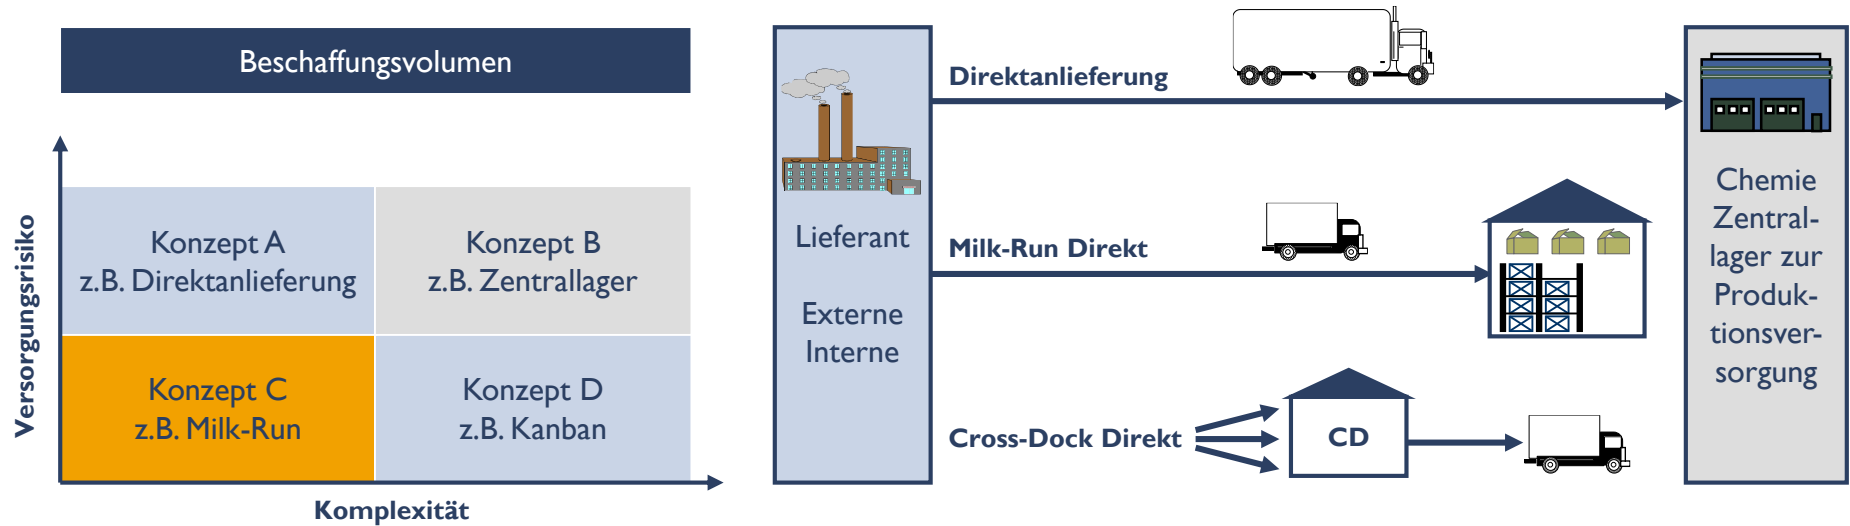 Beschaffungsvolumen
Versorgungsrisiko
Konzept A
z.B. Direktanlieferung
Konzept B
z.B. Zentrallager
Konzept C
z.B. Milk-Run
Konzept D
z.B. Kanban
Komplexität
Lieferant
Externe
Interne
Direktanlieferung
Milk-Run Direkt
Cross-Dock Direkt
CD
Chemie
Zentral-
lager zur
Produk-
tionsver-
sorgung